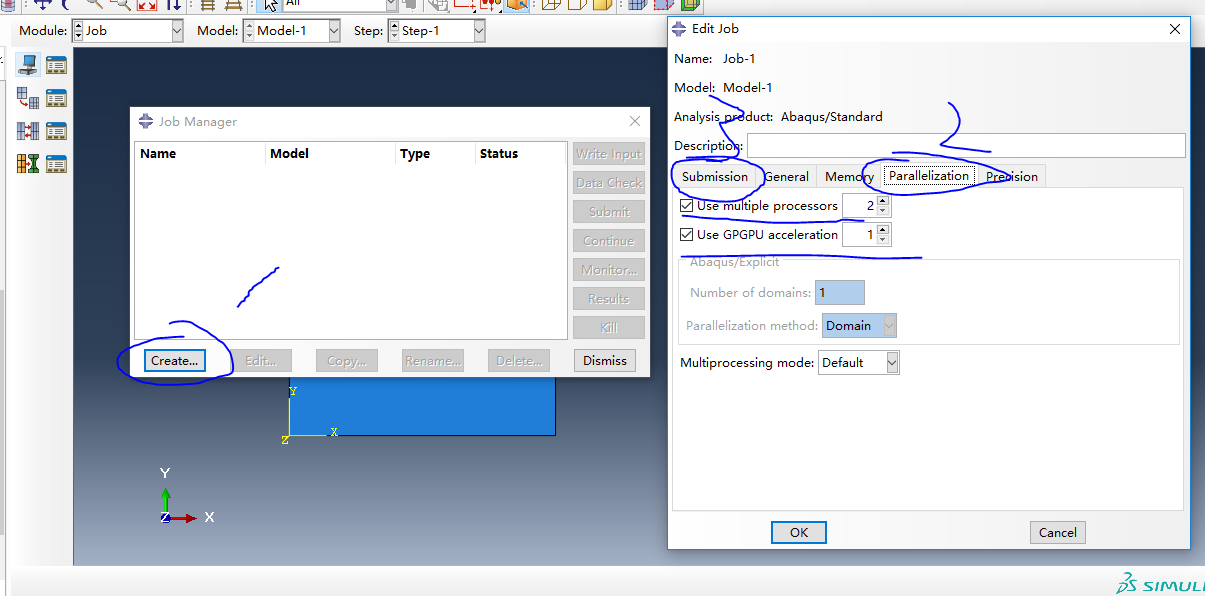 All
Module: Job Model: Model-1 Step: Step-1
Job Manager
Name Model Type Status
Write Input
Data Check
Submit
Continue
Monitor...
Results
Kill
Create... Edit... Copy... Rename... Delete... Dismiss
Y
X
Z
Y
Z X
1
Edit Job
Name: Job-1
Model: Model-1
Analysis product: Abaqus/Standard
Description:
3
2
Submission General Memory Parallelization Precision
Use multiple processors 2
Use GPGPU acceleration 1
Abaqus/Explicit
Number of domains: 1
Parallelization method: Domain
Multiprocessing mode: Default
OK Cancel
SIMULI